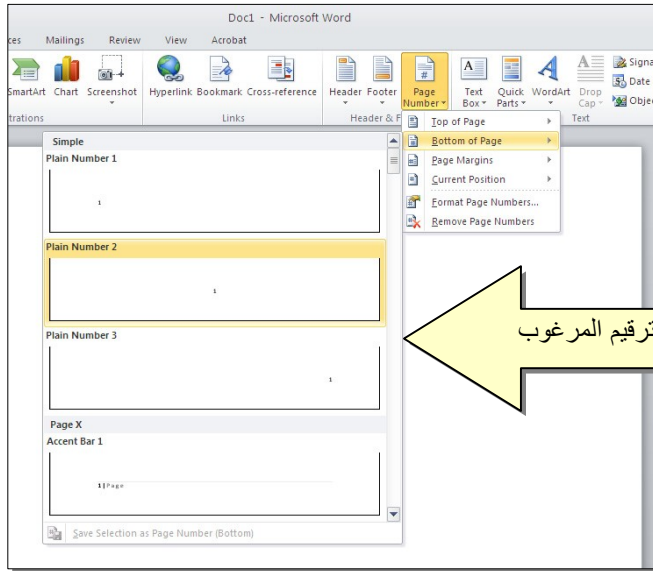 Doc1 - Microsoft Word
ces Mailings Review View Acrobat
SmartArt Chart Screenshot Hyperlink Bookmark Cross-reference Header Footer Page Number Text Box Quick Parts WordArt Drop Cap Signa
Date
Objec
trations Links Header & F Text
Top of Page
Bottom of Page
Page Margins
Current Position
Format Page Numbers...
Remove Page Numbers
Simple
Plain Number 1
1
Plain Number 2
1
Plain Number 3
1
Page X
Accent Bar 1
1|Page
Save Selection as Page Number (Bottom)
ترقيم المرغوب